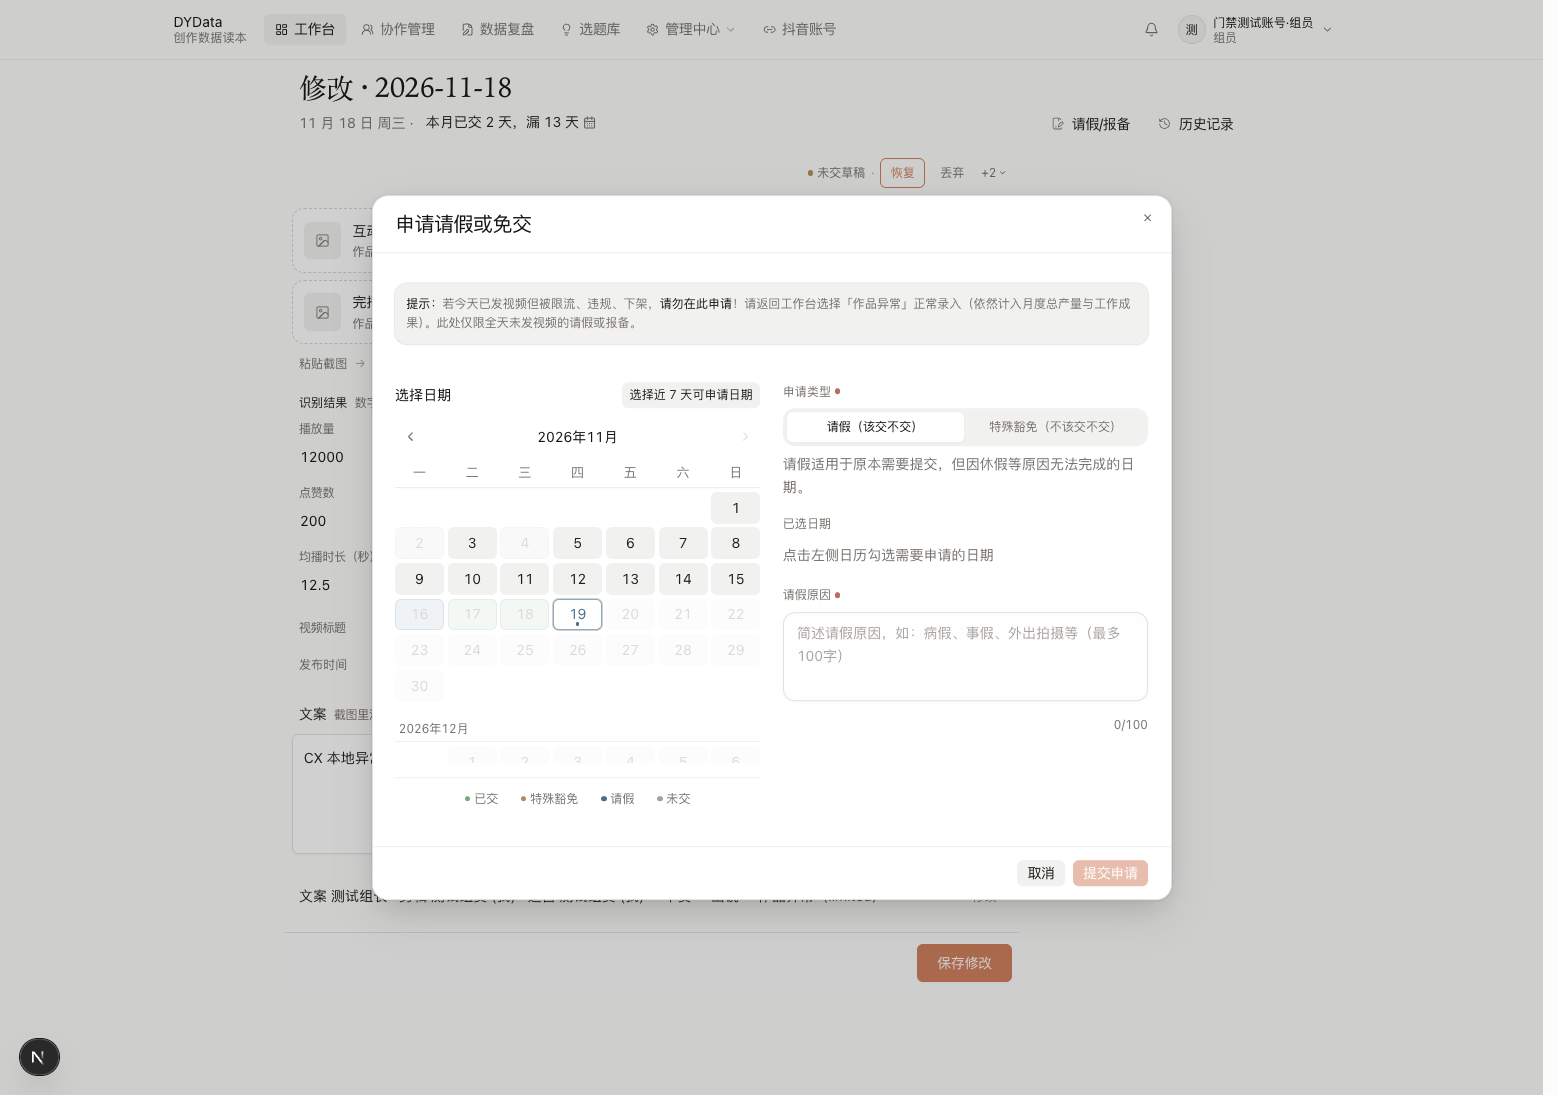 DYData
创作数据读本
工作台
协作管理
数据复盘
选题库
管理中心
抖音账号
测
门禁测试账号·组员
组员
修改 · 2026-11-18
11 月 18 日 周三 · 本月已交 2 天，漏 13 天
请假/报备
历史记录
未交草稿 ·
恢复
丢弃
+2
申请请假或免交
×
提示：若今天已发视频但被限流、违规、下架，请勿在此申请！请返回工作台选择「作品异常」正常录入（依然计入月度总产量与工作成
果）。此处仅限全天未发视频的请假或报备。
粘贴截图 →
识别结果
播放量
12000
点赞数
200
均播时长（秒）
12.5
视频标题
发布时间
文案
CX 本地异
选择日期
选择近 7 天可申请日期
2026年11月
一 二 三 四 五 六 日
1
2 3 4 5 6 7 8
9 10 11 12 13 14 15
16 17 18 19 20 21 22
23 24 25 26 27 28 29
30
2026年12月
1 2 3 4 5 6
已交
特殊豁免
请假
未交
申请类型
请假（该交不交）
特殊豁免（不该交不交）
请假适用于原本需要提交，但因休假等原因无法完成的日
期。
已选日期
点击左侧日历勾选需要申请的日期
请假原因
简述请假原因，如：病假、事假、外出拍摄等（最多
100字）
0/100
取消
提交申请
文案 测试组
保存修改
N